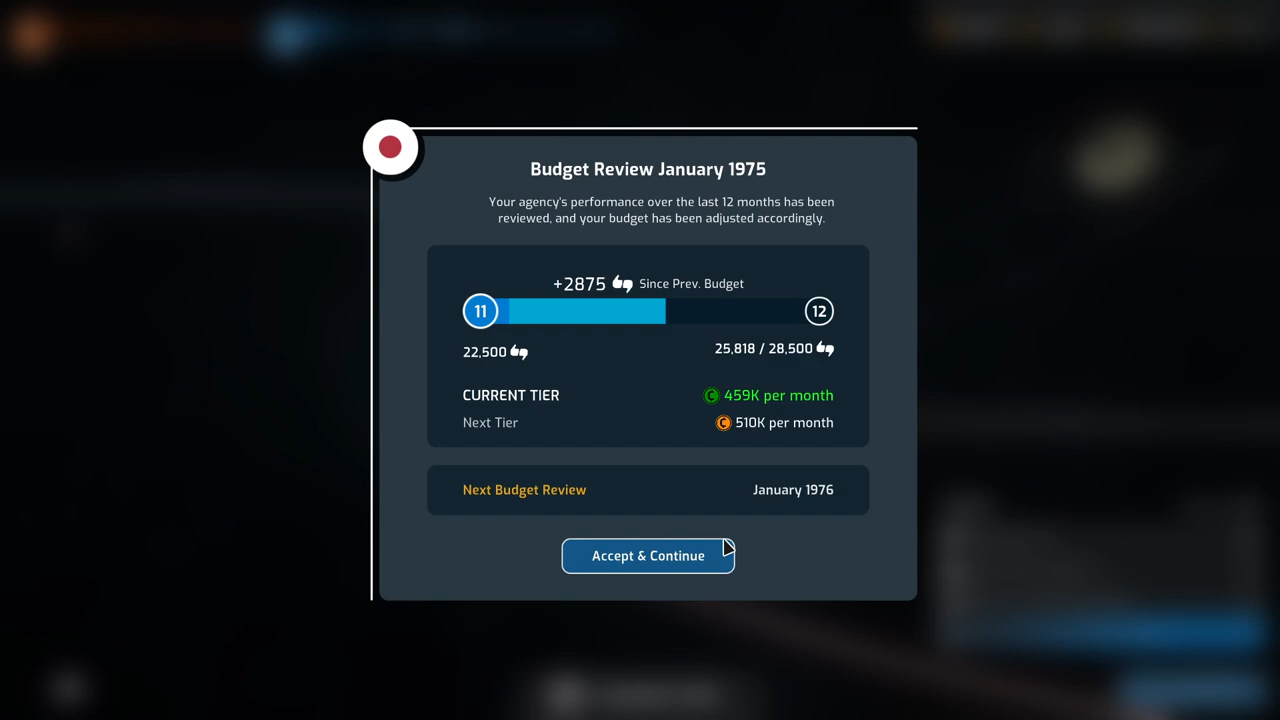 Budget Review January 1975
Your agency's performance over the last 12 months has been
reviewed, and your budget has been adjusted accordingly.
+2875 Since Prev. Budget
11 12
22,500 25,818 / 28,500
CURRENT TIER 459K per month
Next Tier 510K per month
Next Budget Review January 1976
Accept & Continue